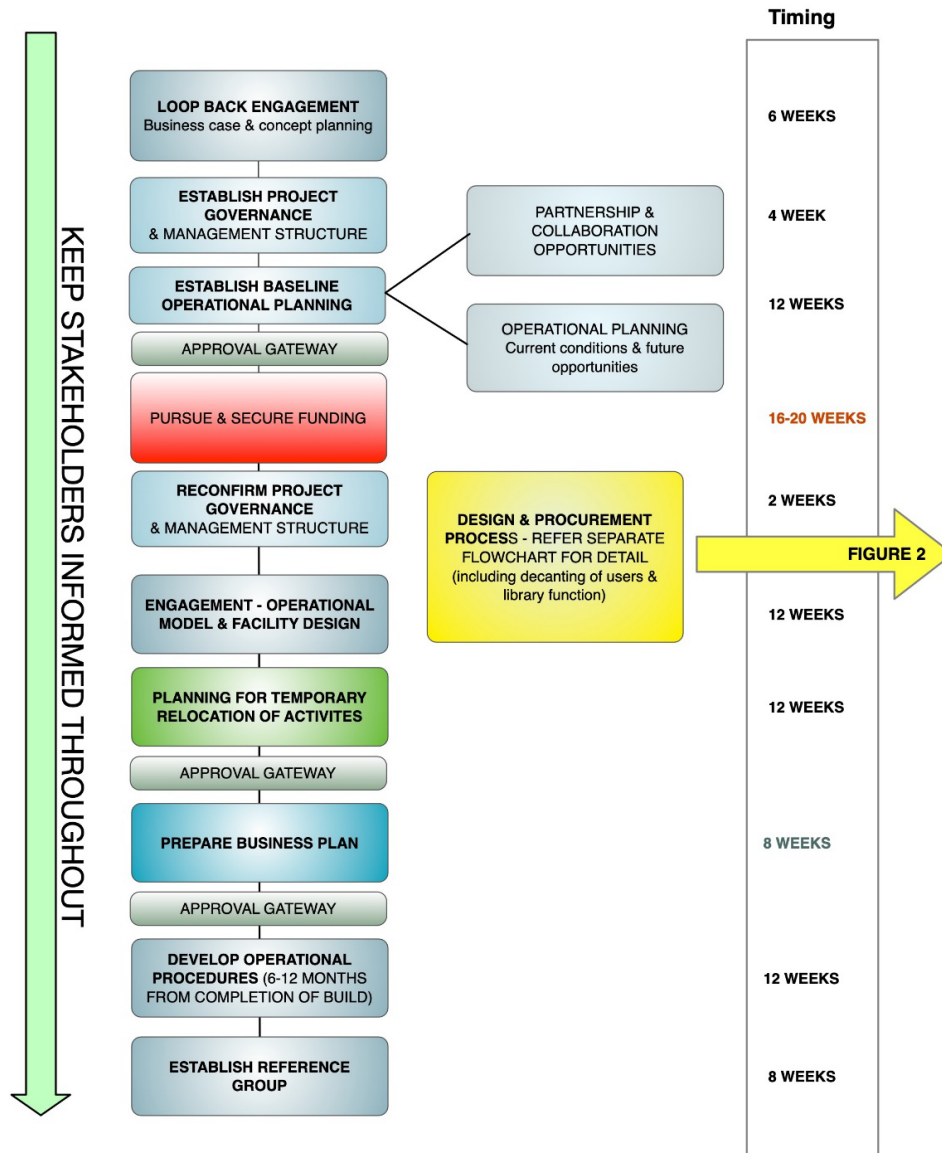 Timing
KEEP STAKEHOLDERS INFORMED THROUGHOUT
LOOP BACK ENGAGEMENT
Business case & concept planning
6 WEEKS
ESTABLISH PROJECT
GOVERNANCE
& MANAGEMENT STRUCTURE
4 WEEK
PARTNERSHIP &
COLLABORATION
OPPORTUNITIES
ESTABLISH BASELINE
OPERATIONAL PLANNING
12 WEEKS
OPERATIONAL PLANNING
Current conditions & future
opportunities
APPROVAL GATEWAY
PURSUE & SECURE FUNDING
16-20 WEEKS
RECONFIRM PROJECT
GOVERNANCE
& MANAGEMENT STRUCTURE
2 WEEKS
DESIGN & PROCUREMENT
PROCESS - REFER SEPARATE
FLOWCHART FOR DETAIL
(including decanting of users &
library function)
FIGURE 2
ENGAGEMENT - OPERATIONAL
MODEL & FACILITY DESIGN
12 WEEKS
PLANNING FOR TEMPORARY
RELOCATION OF ACTIVITES
12 WEEKS
APPROVAL GATEWAY
PREPARE BUSINESS PLAN
8 WEEKS
APPROVAL GATEWAY
DEVELOP OPERATIONAL
PROCEDURES (6-12 MONTHS
FROM COMPLETION OF BUILD)
12 WEEKS
ESTABLISH REFERENCE
GROUP
8 WEEKS